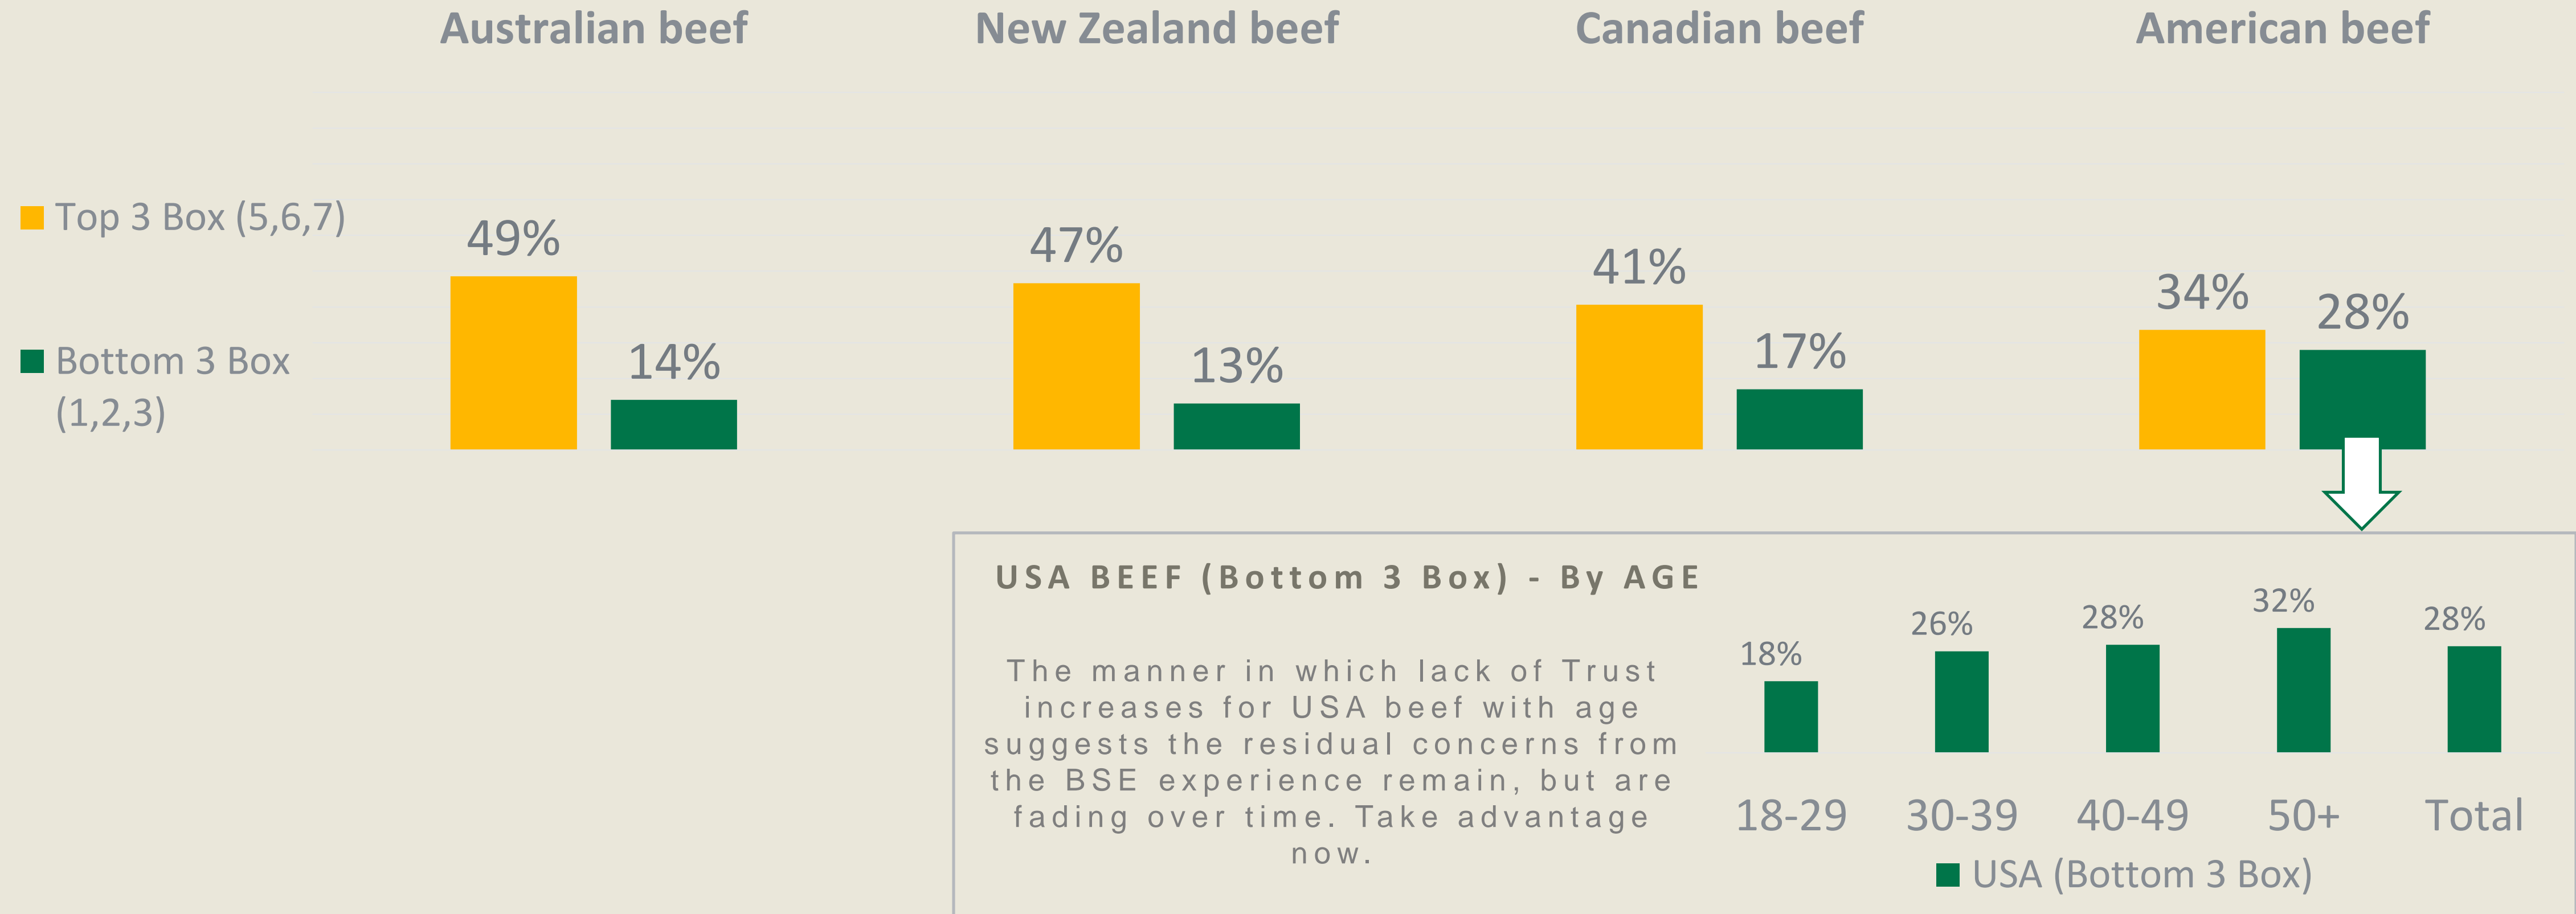 Australian beef
New Zealand beef
Canadian beef
American beef
Top 3 Box (5,6,7)
Bottom 3 Box
(1,2,3)
49%
14%
47%
13%
41%
17%
34%
28%
USA BEEF (Bottom 3 Box) - By AGE
The manner in which lack of Trust
increases for USA beef with age
suggests the residual concerns from
the BSE experience remain, but are
fading over time. Take advantage
now.
18%
26%
28%
32%
28%
18-29
30-39
40-49
50+
Total
USA (Bottom 3 Box)